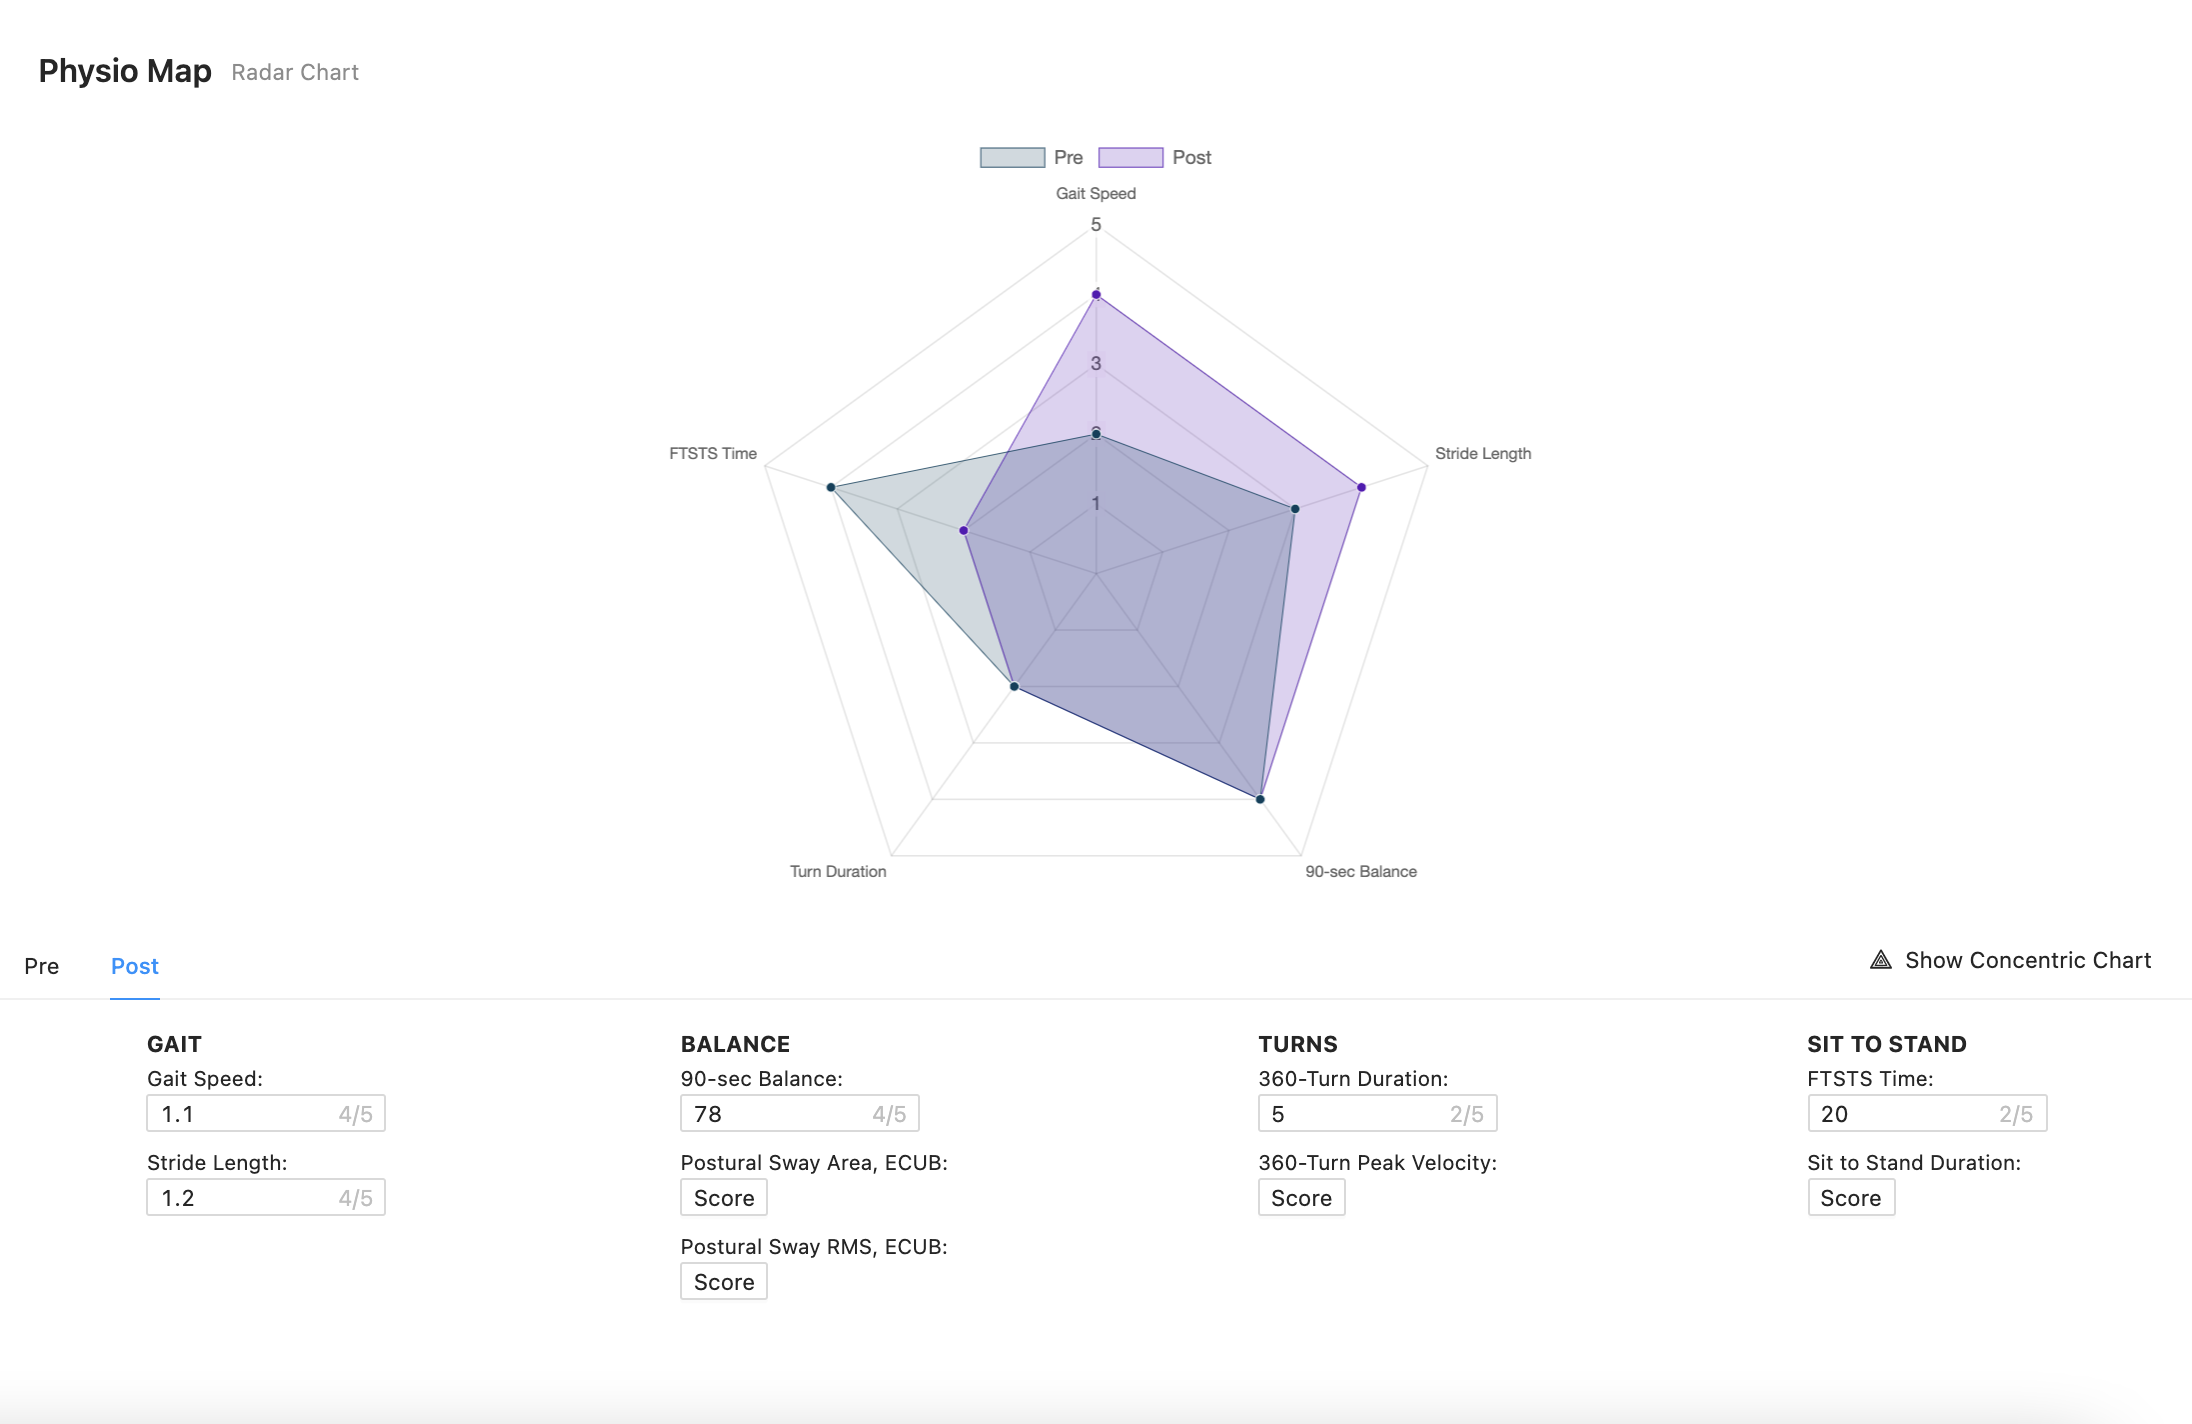 Physio Map Radar Chart
Pre Post
Gait Speed
5
3
1
FTSTS Time
Stride Length
Turn Duration
90-sec Balance
Pre Post
Show Concentric Chart
GAIT
Gait Speed:
1.1 4/5
Stride Length:
1.2 4/5
BALANCE
90-sec Balance:
78 4/5
Postural Sway Area, ECUB:
Score
Postural Sway RMS, ECUB:
Score
TURNS
360-Turn Duration:
5 2/5
360-Turn Peak Velocity:
Score
SIT TO STAND
FTSTS Time:
20 2/5
Sit to Stand Duration:
Score